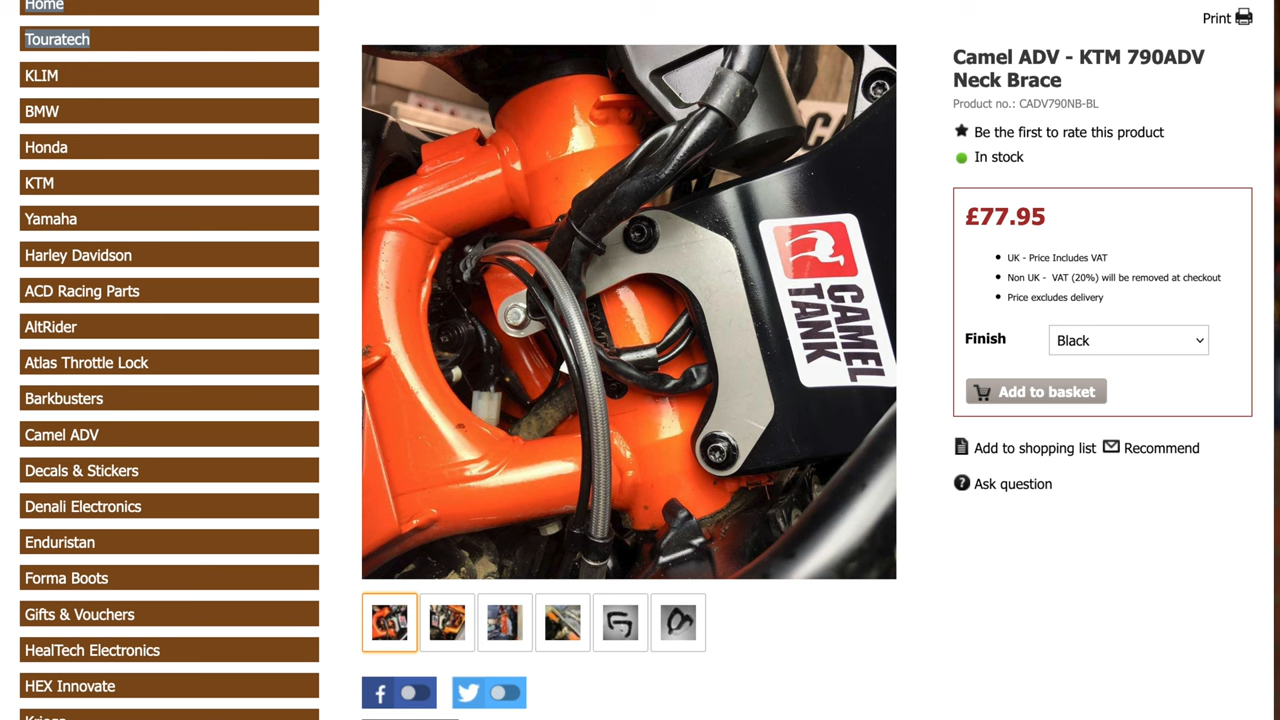 Home
Touratech
KLIM
BMW
Honda
KTM
Yamaha
Harley Davidson
ACD Racing Parts
AltRider
Atlas Throttle Lock
Barkbusters
Camel ADV
Decals & Stickers
Denali Electronics
Enduristan
Forma Boots
Gifts & Vouchers
HealTech Electronics
HEX Innovate
Kriega
CAMEL
TANK
Print
Camel ADV - KTM 790ADV
Neck Brace
Product no.: CADV790NB-BL
Be the first to rate this product
In stock
£77.95
UK - Price Includes VAT
Non UK - VAT (20%) will be removed at checkout
Price excludes delivery
Finish Black
Add to basket
Add to shopping list Recommend
Ask question